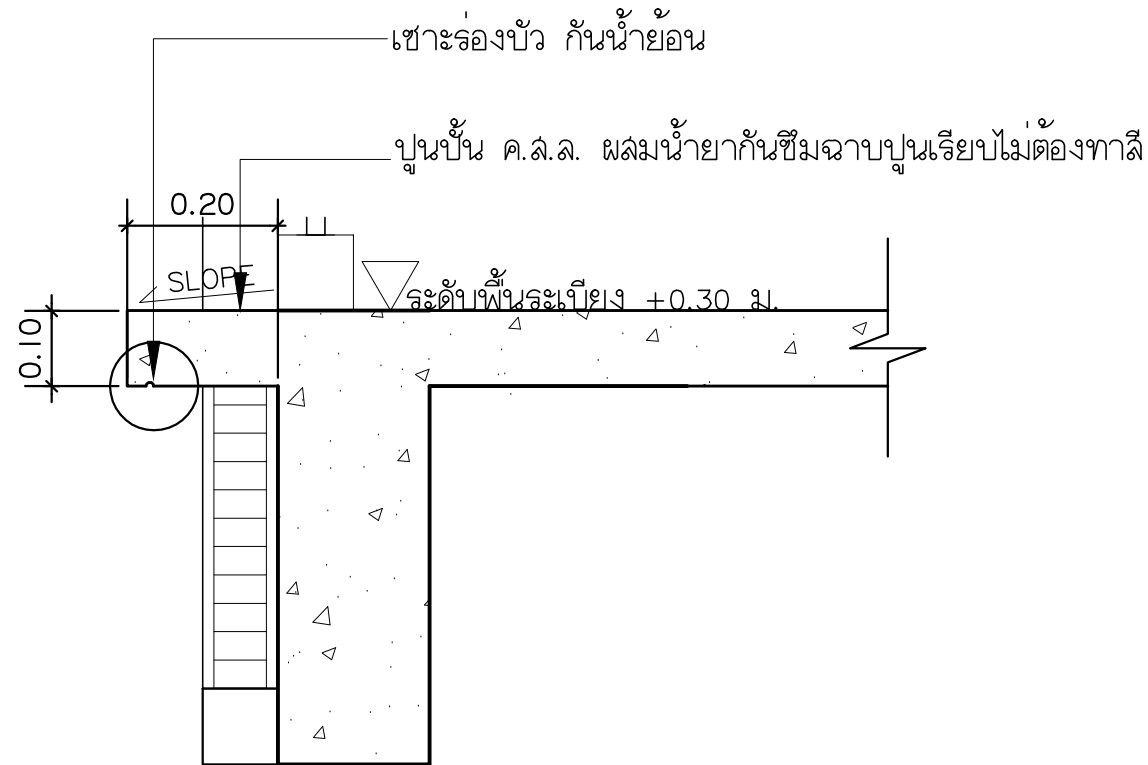 เซาะร่องบัว กันน้ำย้อน
ปูนปั้น ค.ส.ล. ผสมน้ำยากันซึมฉาบปูนเรียบไม่ต้องทาสี
0.20
SLOPE
ระดับพื้นระเบียง +0.30 ม.
0.10